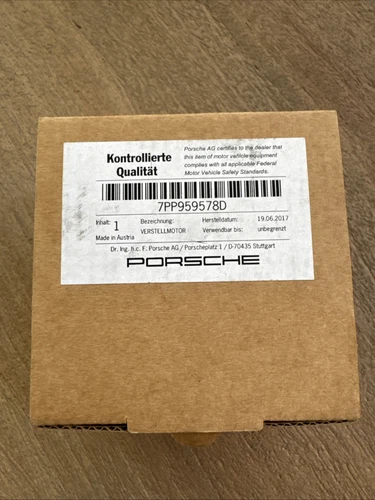 Kontrollierte
Qualität
Porsche AG certifies to the dealer that
this item of motor vehicle equipment
complies with all applicable Federal
Motor Vehicle Safety Standards.
7PP959578D
Inhalt: 1 Bezeichnung: Herstelldatum: 19.06.2017
Made in Austria VERSTELLMOTOR Verwendbar bis: unbegrenzt
Dr. Ing. h.c. F. Porsche AG / Porscheplatz 1 / D-70435 Stuttgart
PORSCHE